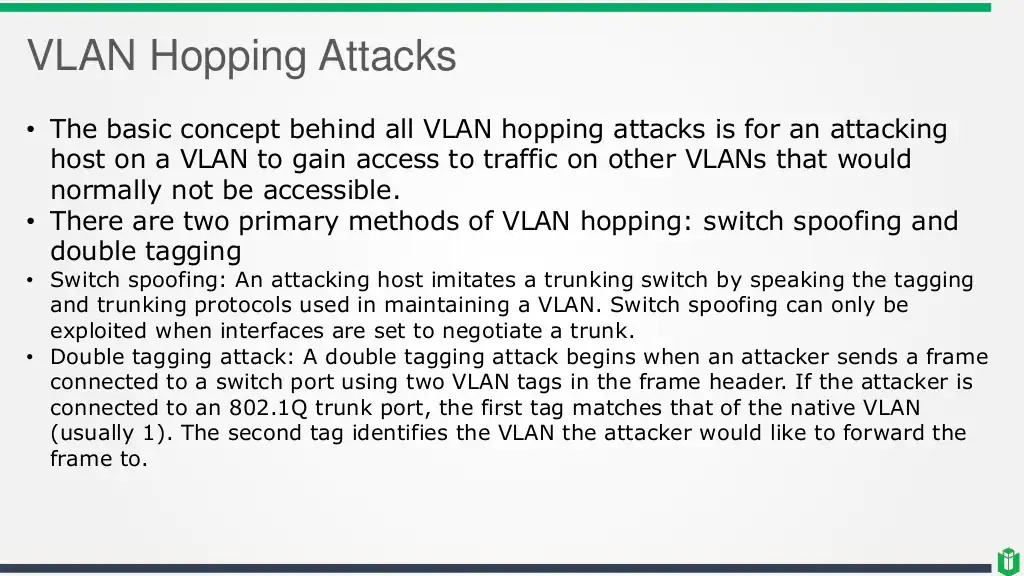 VLAN Hopping Attacks
• The basic concept behind all VLAN hopping attacks is for an attacking
host on a VLAN to gain access to traffic on other VLANs that would
normally not be accessible.
• There are two primary methods of VLAN hopping: switch spoofing and
double tagging
• Switch spoofing: An attacking host imitates a trunking switch by speaking the tagging
and trunking protocols used in maintaining a VLAN. Switch spoofing can only be
exploited when interfaces are set to negotiate a trunk.
• Double tagging attack: A double tagging attack begins when an attacker sends a frame
connected to a switch port using two VLAN tags in the frame header. If the attacker is
connected to an 802.1Q trunk port, the first tag matches that of the native VLAN
(usually 1). The second tag identifies the VLAN the attacker would like to forward the
frame to.